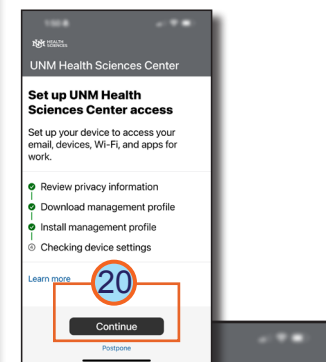 HEALTH
SCIENCES
UNM Health Sciences Center
Set up UNM Health
Sciences Center access
Set up your device to access your
email, devices, Wi-Fi, and apps for
work.
Review privacy information
Download management profile
Install management profile
Checking device settings
Learn more
20
Continue
Postpone